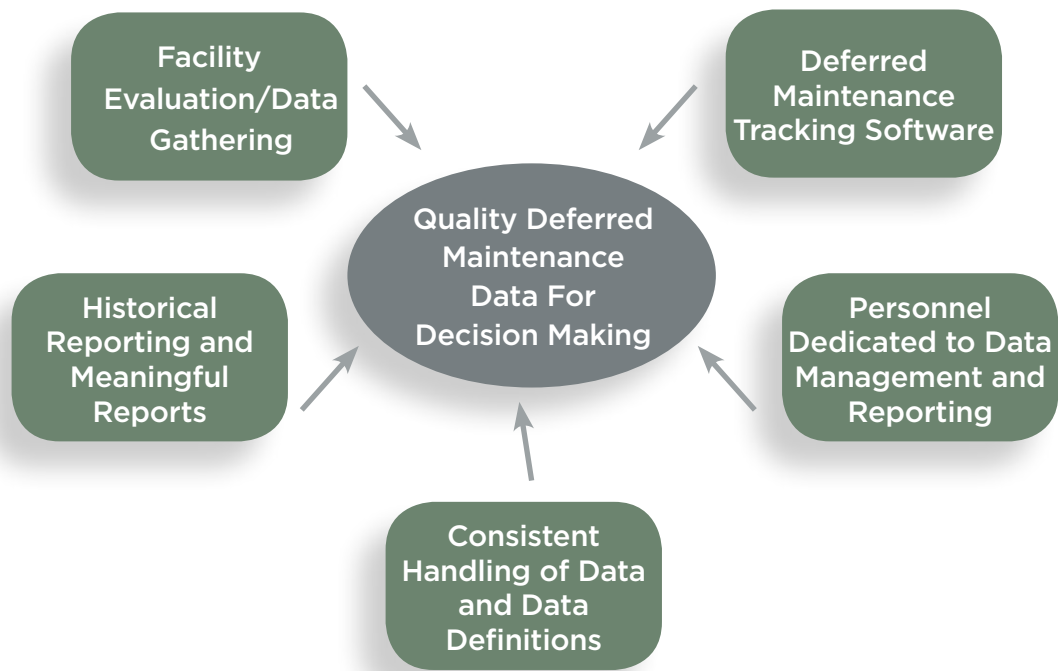 Facility
Evaluation/Data
Gathering
Deferred
Maintenance
Tracking Software
Quality Deferred
Maintenance
Data For
Decision Making
Historical
Reporting and
Meaningful
Reports
Personnel
Dedicated to Data
Management and
Reporting
Consistent
Handling of Data
and Data
Definitions